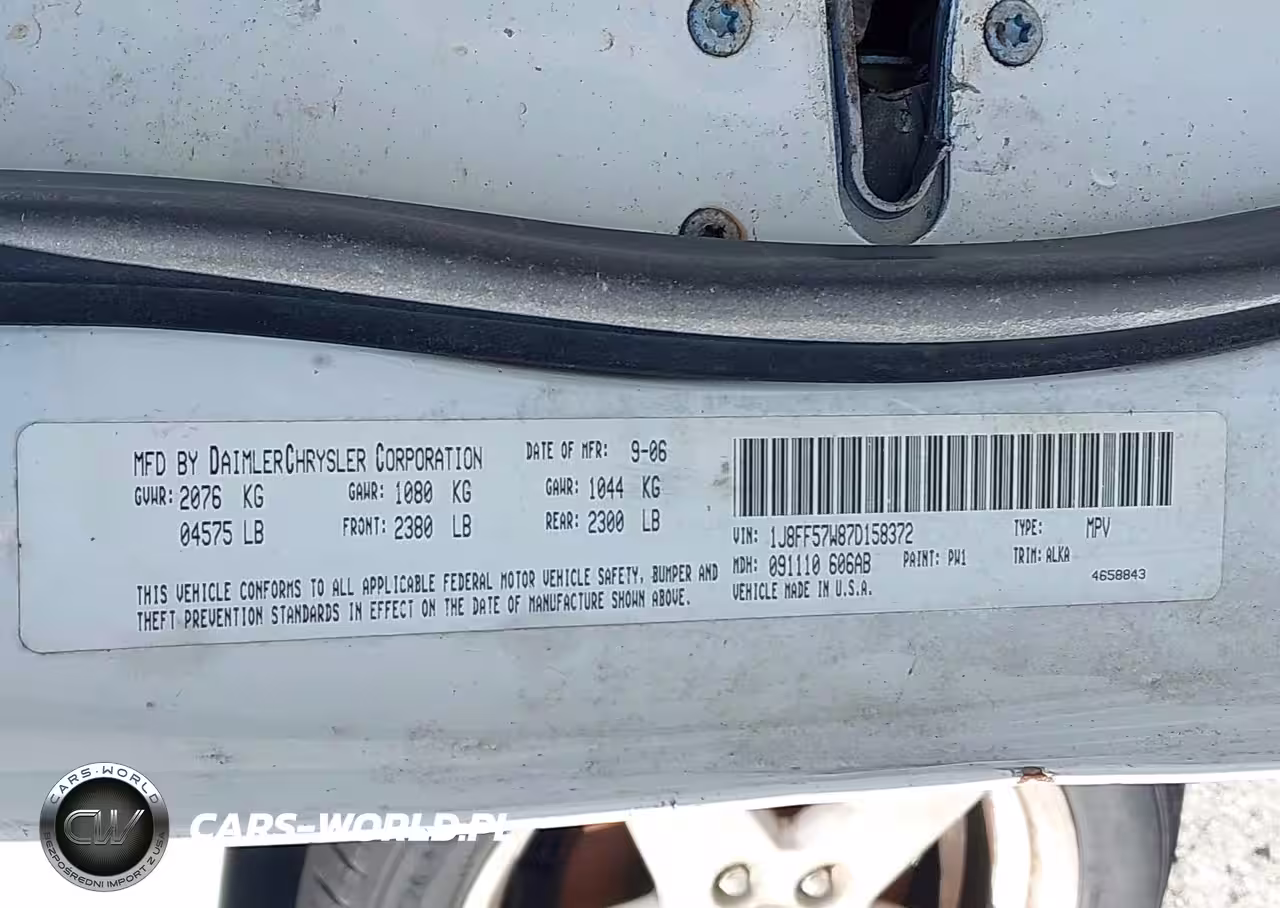 MFD BY DAIMLERCHRYSLER CORPORATION DATE OF MFR: 9-06
GVWR: 2076 KG GAWR: 1080 KG GAWR: 1044 KG
04575 LB FRONT: 2380 LB REAR: 2300 LB
THIS VEHICLE CONFORMS TO ALL APPLICABLE FEDERAL MOTOR VEHICLE SAFETY, BUMPER AND
THEFT PREVENTION STANDARDS IN EFFECT ON THE DATE OF MANUFACTURE SHOWN ABOVE.
VIN: 1J8FF57W87D158372 TYPE: MPV
MDH: 091110 606AB PAINT: PW1 TRIM: ALKA
VEHICLE MADE IN U.S.A. 4658843
CARS-WORLD
CW
BEZPOŚREDNI IMPORT Z USA
CARS-WORLD.PL